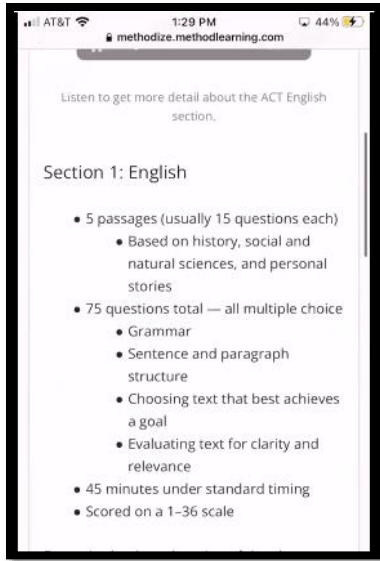 AT&T 1:29 PM 44%
methodize.methodlearning.com
Listen to get more detail about the ACT English
section.
Section 1: English
• 5 passages (usually 15 questions each)
• Based on history, social and
natural sciences, and personal
stories
• 75 questions total — all multiple choice
• Grammar
• Sentence and paragraph
structure
• Choosing text that best achieves
a goal
• Evaluating text for clarity and
relevance
• 45 minutes under standard timing
• Scored on a 1–36 scale